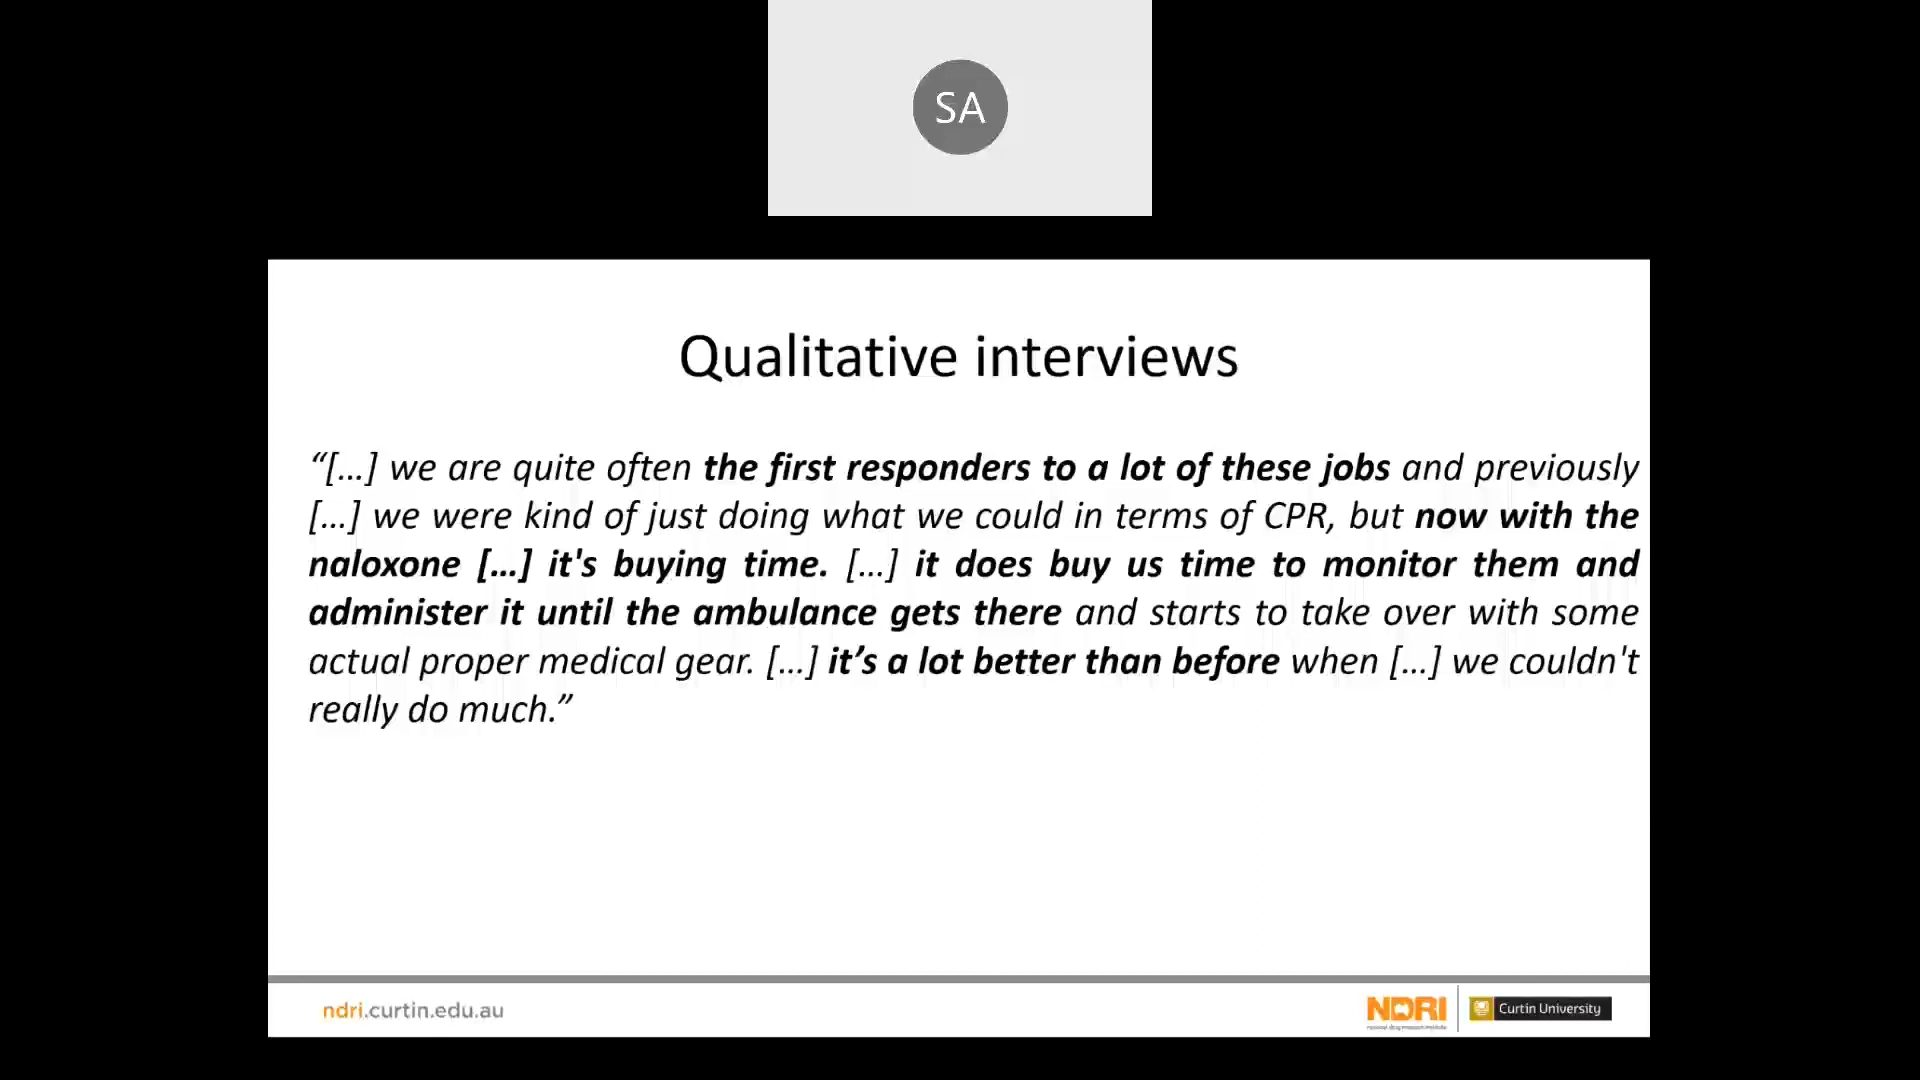 SA
Qualitative interviews
“[…] we are quite often the first responders to a lot of these jobs and previously
[…] we were kind of just doing what we could in terms of CPR, but now with the
naloxone […] it's buying time. […] it does buy us time to monitor them and
administer it until the ambulance gets there and starts to take over with some
actual proper medical gear. […] it’s a lot better than before when […] we couldn't
really do much.”
ndri.curtin.edu.au
NDRI
national drug research institute
Curtin University